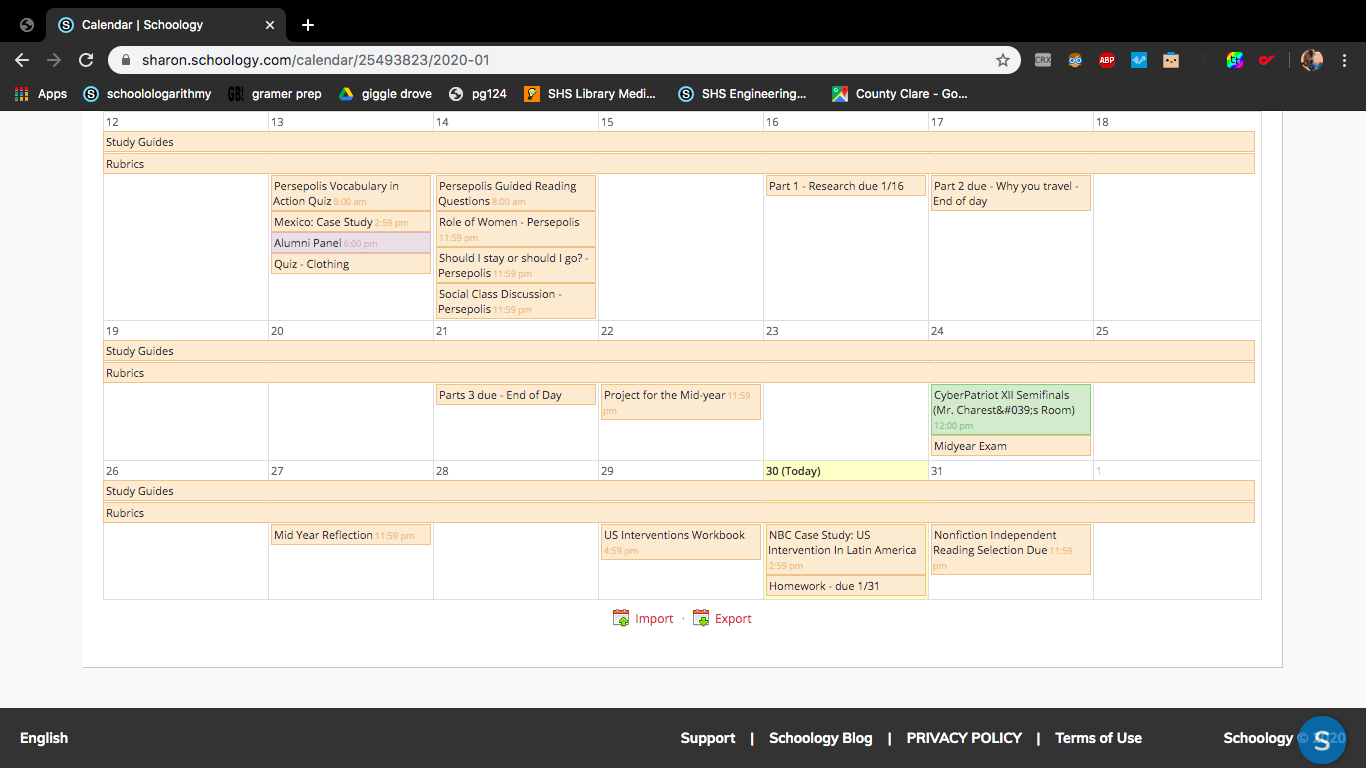 Calendar | Schoology
sharon.schoology.com/calendar/25493823/2020-01
CRX
ABP
Apps
schoolologarithmy
GB!
gramer prep
giggle drove
pg124
SHS Library Medi...
SHS Engineering...
County Clare - Go...
12 13 14 15 16 17 18
Study Guides
Rubrics
Persepolis Vocabulary in
Action Quiz 8:00 am
Mexico: Case Study 2:59 pm
Alumni Panel 6:00 pm
Quiz - Clothing
Persepolis Guided Reading
Questions 8:00 am
Role of Women - Persepolis
11:59 pm
Should I stay or should I go? -
Persepolis 11:59 pm
Social Class Discussion -
Persepolis 11:59 pm
Part 1 - Research due 1/16
Part 2 due - Why you travel -
End of day
19 20 21 22 23 24 25
Study Guides
Rubrics
Parts 3 due - End of Day
Project for the Mid-year 11:59
pm
CyberPatriot XII Semifinals
(Mr. Charest&#039;s Room)
12:00 pm
Midyear Exam
26 27 28 29 30 (Today) 31 1
Study Guides
Rubrics
Mid Year Reflection 11:59 pm
US Interventions Workbook
4:59 pm
NBC Case Study: US
Intervention In Latin America
2:59 pm
Homework - due 1/31
Nonfiction Independent
Reading Selection Due 11:59
pm
Import · Export
English
Support | Schoology Blog | PRIVACY POLICY | Terms of Use
Schoology ©
S